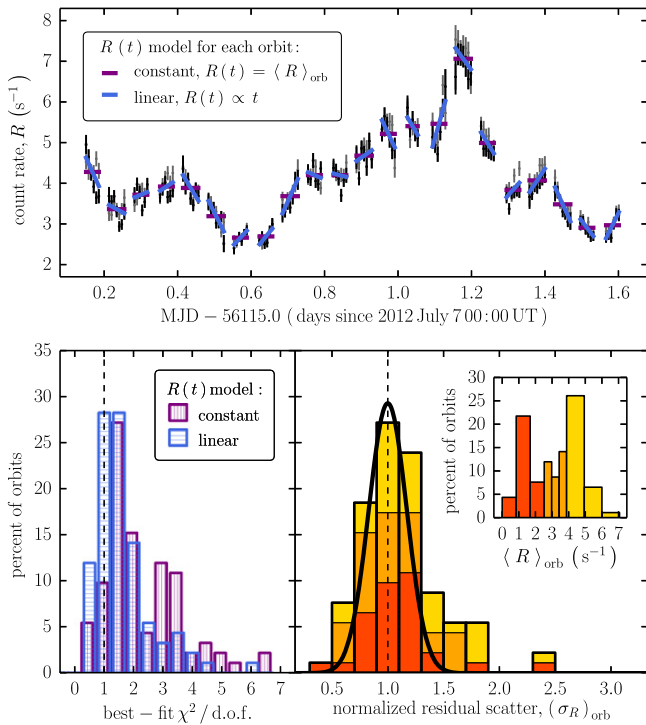 8
7
6
5
4
3
2
count rate, R (s⁻¹)
R (t) model for each orbit:
constant, R(t) = ⟨ R ⟩orb
linear, R(t) ∝ t
0.2 0.4 0.6 0.8 1.0 1.2 1.4 1.6
MJD − 56115.0 (days since 2012 July 7 00:00 UT)
35
30
25
20
15
10
5
0
percent of orbits
R(t) model :
constant
linear
0 1 2 3 4 5 6 7
best − fit χ² / d.o.f.
30
25
20
15
10
5
0
percent of orbits
0 1 2 3 4 5 6 7
⟨ R ⟩orb (s⁻¹)
0.5 1.0 1.5 2.0 2.5 3.0
normalized residual scatter, (σR)orb